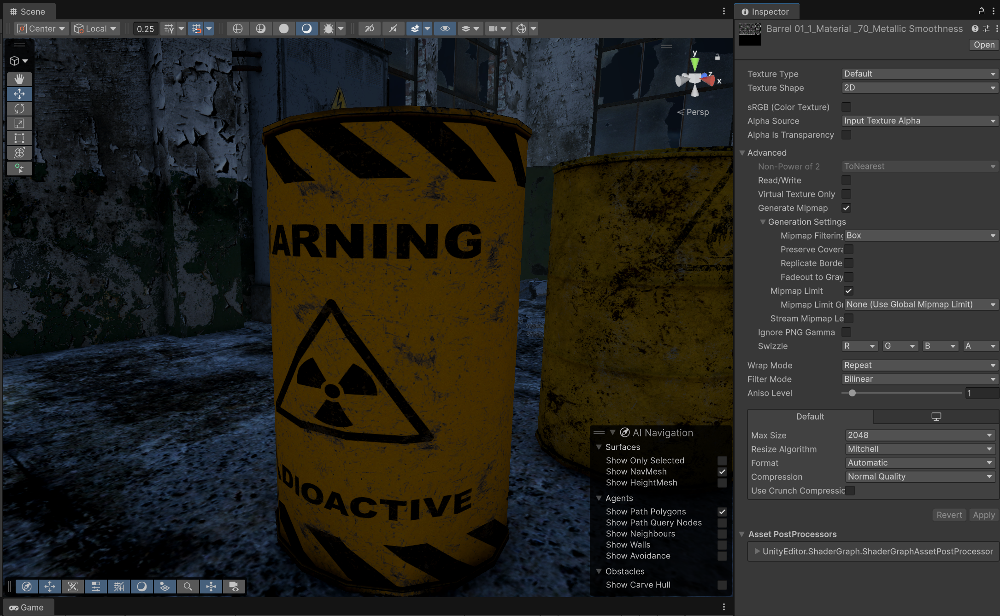 Scene
Center
Local
0.25
2D
y
z
x
Persp
ARNING
DIOACTIVE
AI Navigation
Surfaces
Show Only Selected
Show NavMesh
Show HeightMesh
Agents
Show Path Polygons
Show Path Query Nodes
Show Neighbours
Show Walls
Show Avoidance
Obstacles
Show Carve Hull
Game
Inspector
Barrel 01_1_Material _70_Metallic Smoothness
Open
Texture Type Default
Texture Shape 2D
sRGB (Color Texture)
Alpha Source Input Texture Alpha
Alpha Is Transparency
Advanced
Non-Power of 2 ToNearest
Read/Write
Virtual Texture Only
Generate Mipmap
Generation Settings
Mipmap Filtering Box
Preserve Covera
Replicate Borde
Fadeout to Gray
Mipmap Limit
Mipmap Limit Gr None (Use Global Mipmap Limit)
Stream Mipmap Le
Ignore PNG Gamma
Swizzle R G B A
Wrap Mode Repeat
Filter Mode Bilinear
Aniso Level 1
Default
Max Size 2048
Resize Algorithm Mitchell
Format Automatic
Compression Normal Quality
Use Crunch Compressio
Revert Apply
Asset PostProcessors
UnityEditor.ShaderGraph.ShaderGraphAssetPostProcessor